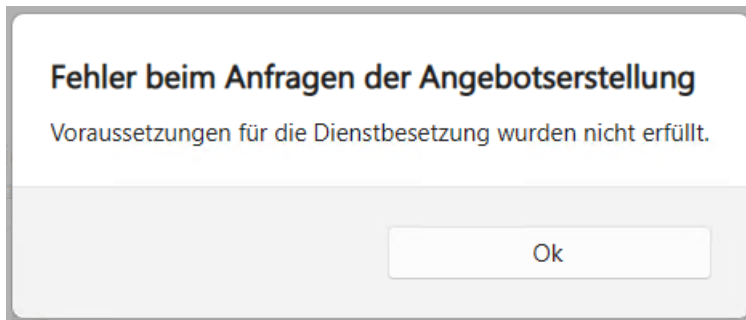 Fehler beim Anfragen der Angebotserstellung
Voraussetzungen für die Dienstbesetzung wurden nicht erfüllt.
Ok